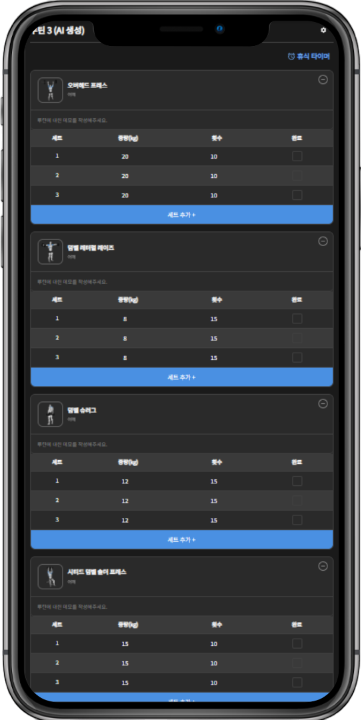 루틴 3 (AI 생성)
휴식 타이머
오버헤드 프레스
어깨
루틴에 대한 메모를 작성해주세요.
세트 중량(kg) 횟수 완료
1 20 10
2 20 10
3 20 10
세트 추가 +
덤벨 레터럴 레이즈
어깨
루틴에 대한 메모를 작성해주세요.
세트 중량(kg) 횟수 완료
1 8 15
2 8 15
3 8 15
세트 추가 +
덤벨 슈러그
어깨
루틴에 대한 메모를 작성해주세요.
세트 중량(kg) 횟수 완료
1 12 15
2 12 15
3 12 15
세트 추가 +
시티드 덤벨 숄더 프레스
어깨
루틴에 대한 메모를 작성해주세요.
세트 중량(kg) 횟수 완료
1 15 10
2 15 10
3 15 10
세트 추가 +